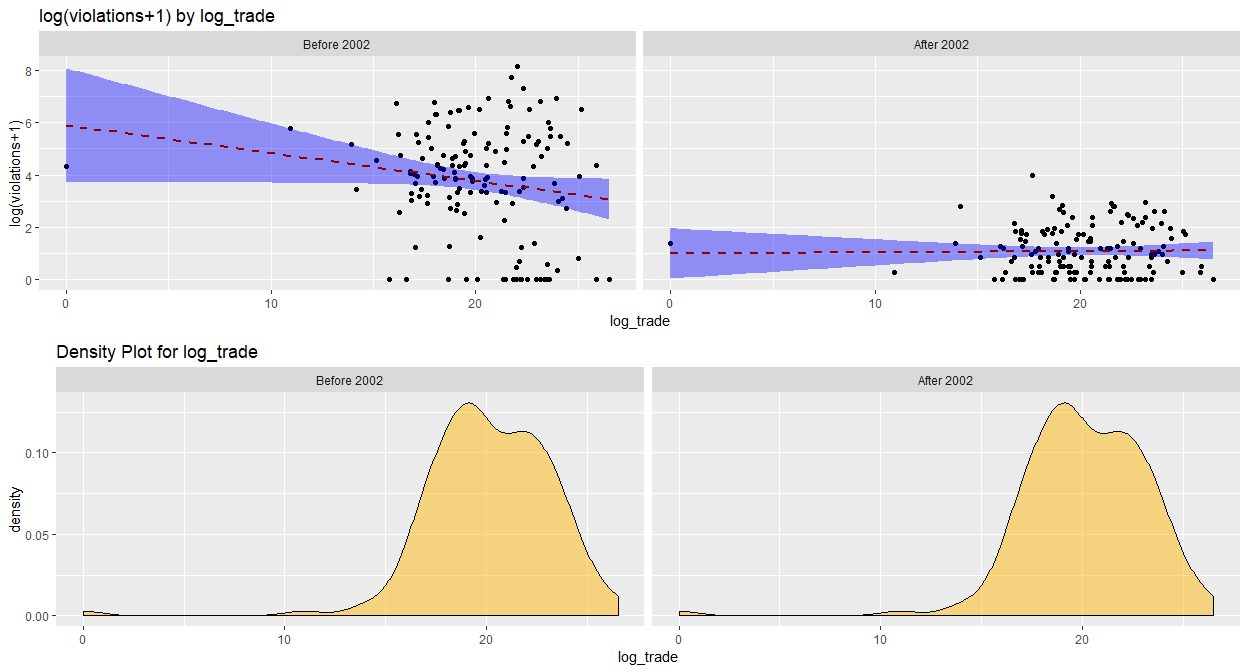 log(violations+1) by log_trade
Before 2002
After 2002
log(violations+1)
8
6
4
2
0
0
10
20
0
10
20
log_trade
Density Plot for log_trade
Before 2002
After 2002
density
0.10
0.05
0.00
0
10
20
0
10
20
log_trade